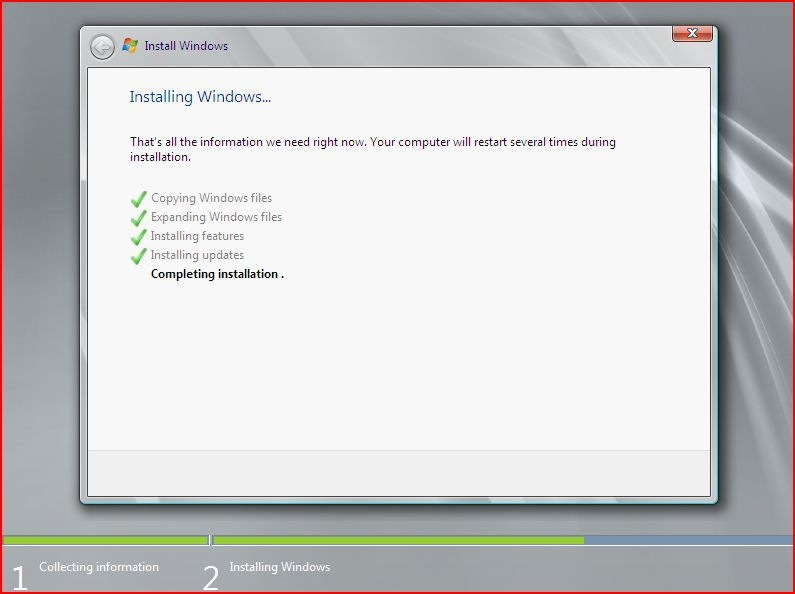 Install Windows
Installing Windows...
That's all the information we need right now. Your computer will restart several times during
installation.
Copying Windows files
Expanding Windows files
Installing features
Installing updates
Completing installation .
1 Collecting information 2 Installing Windows